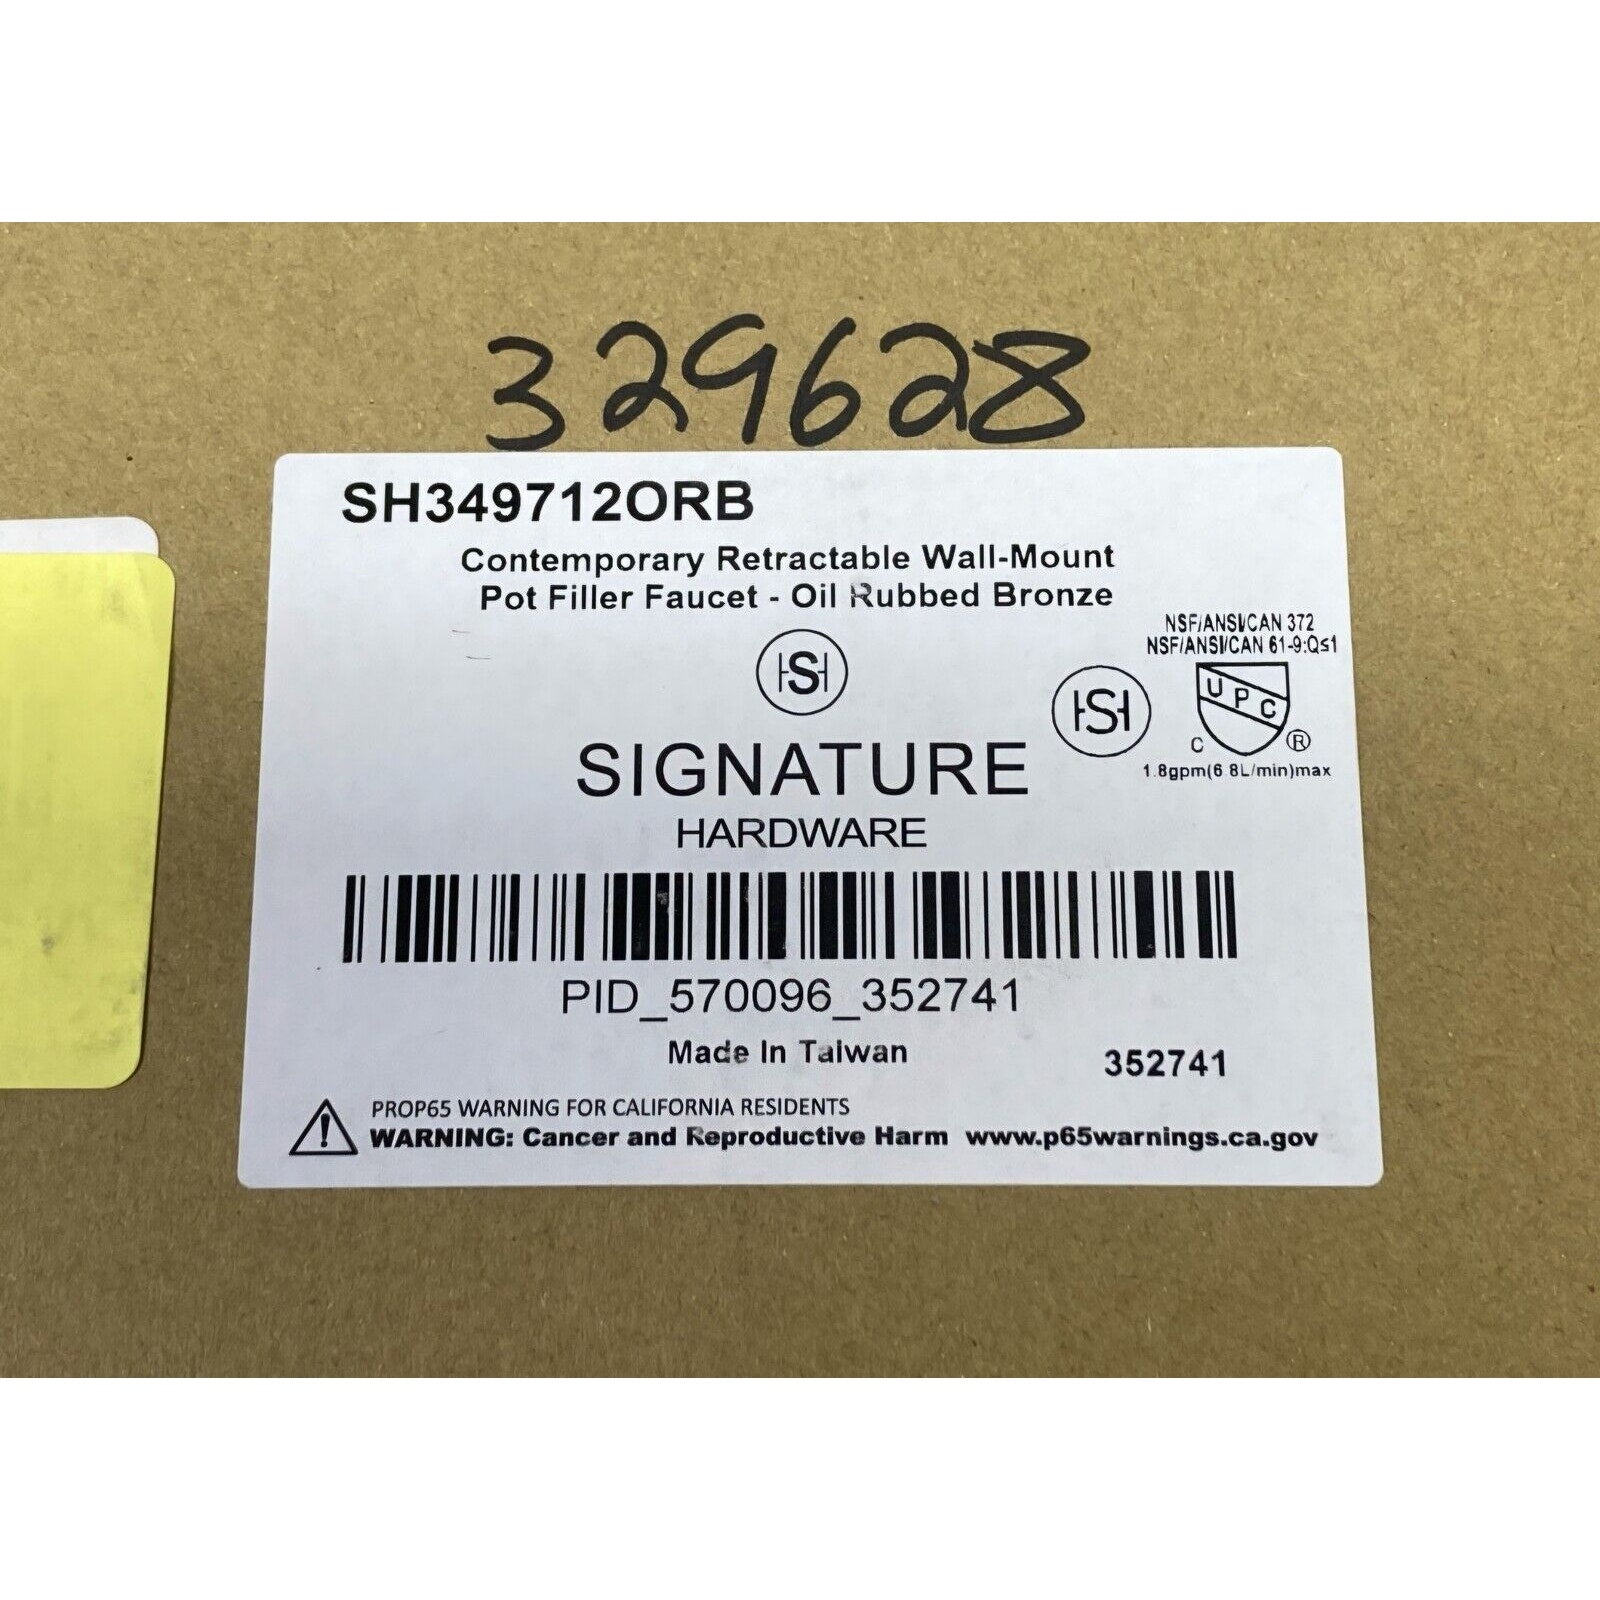 329628
SH349712ORB
Contemporary Retractable Wall-Mount
Pot Filler Faucet - Oil Rubbed Bronze
NSF/ANSI/CAN 372
NSF/ANSI/CAN 61-9:Q≤1
HS
HS
UPC
C ®
1.8gpm(6.8L/min)max
SIGNATURE
HARDWARE
PID_570096_352741
Made In Taiwan
352741
PROP65 WARNING FOR CALIFORNIA RESIDENTS
WARNING: Cancer and Reproductive Harm www.p65warnings.ca.gov